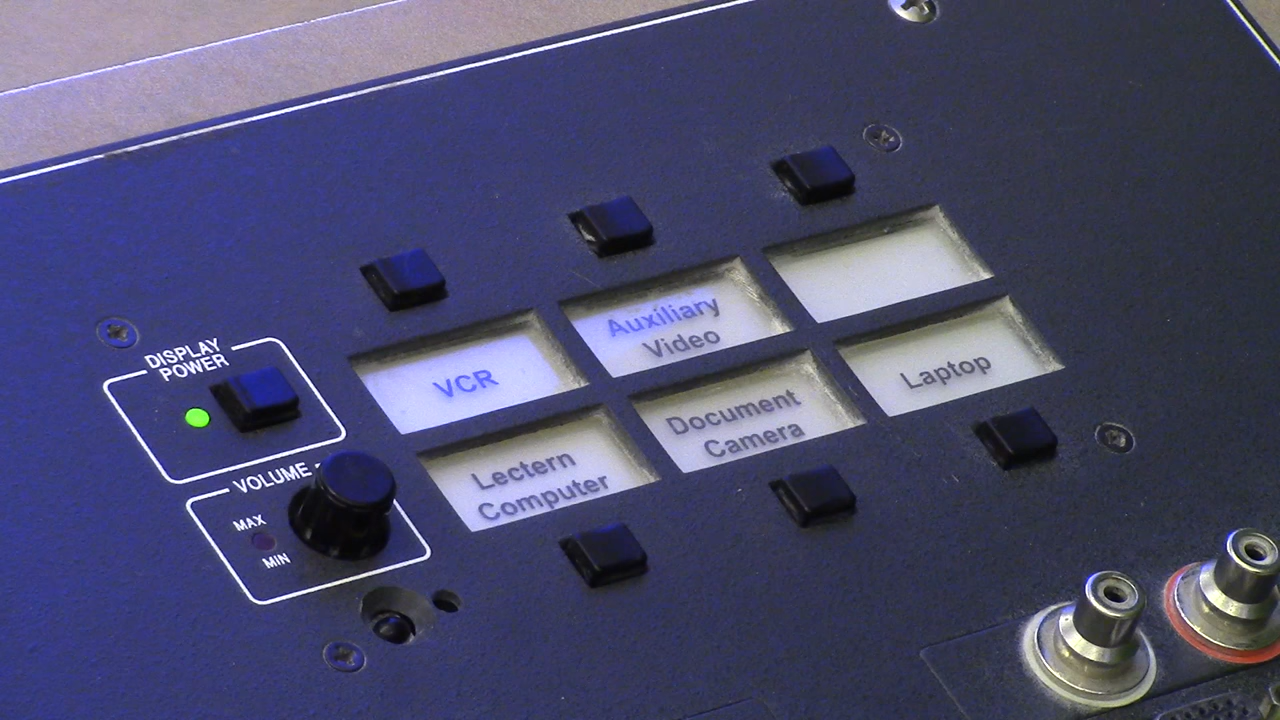 DISPLAY
POWER
VOLUME
MAX
MIN
VCR
Auxiliary
Video
Lectern
Computer
Document
Camera
Laptop